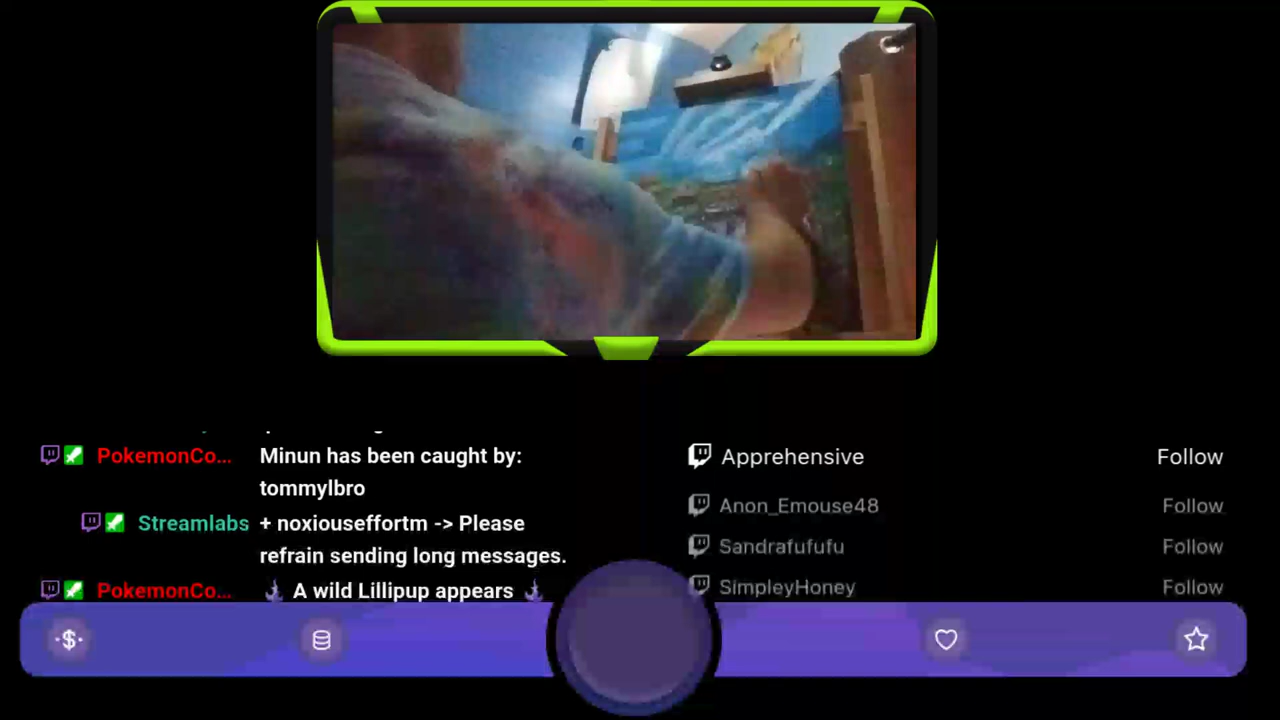 PokemonCo... Minun has been caught by:
tommylbro
Streamlabs + noxiouseffortm -> Please
refrain sending long messages.
PokemonCo... A wild Lillipup appears
Apprehensive Follow
Anon_Emouse48 Follow
Sandrafufufu Follow
SimpleyHoney Follow